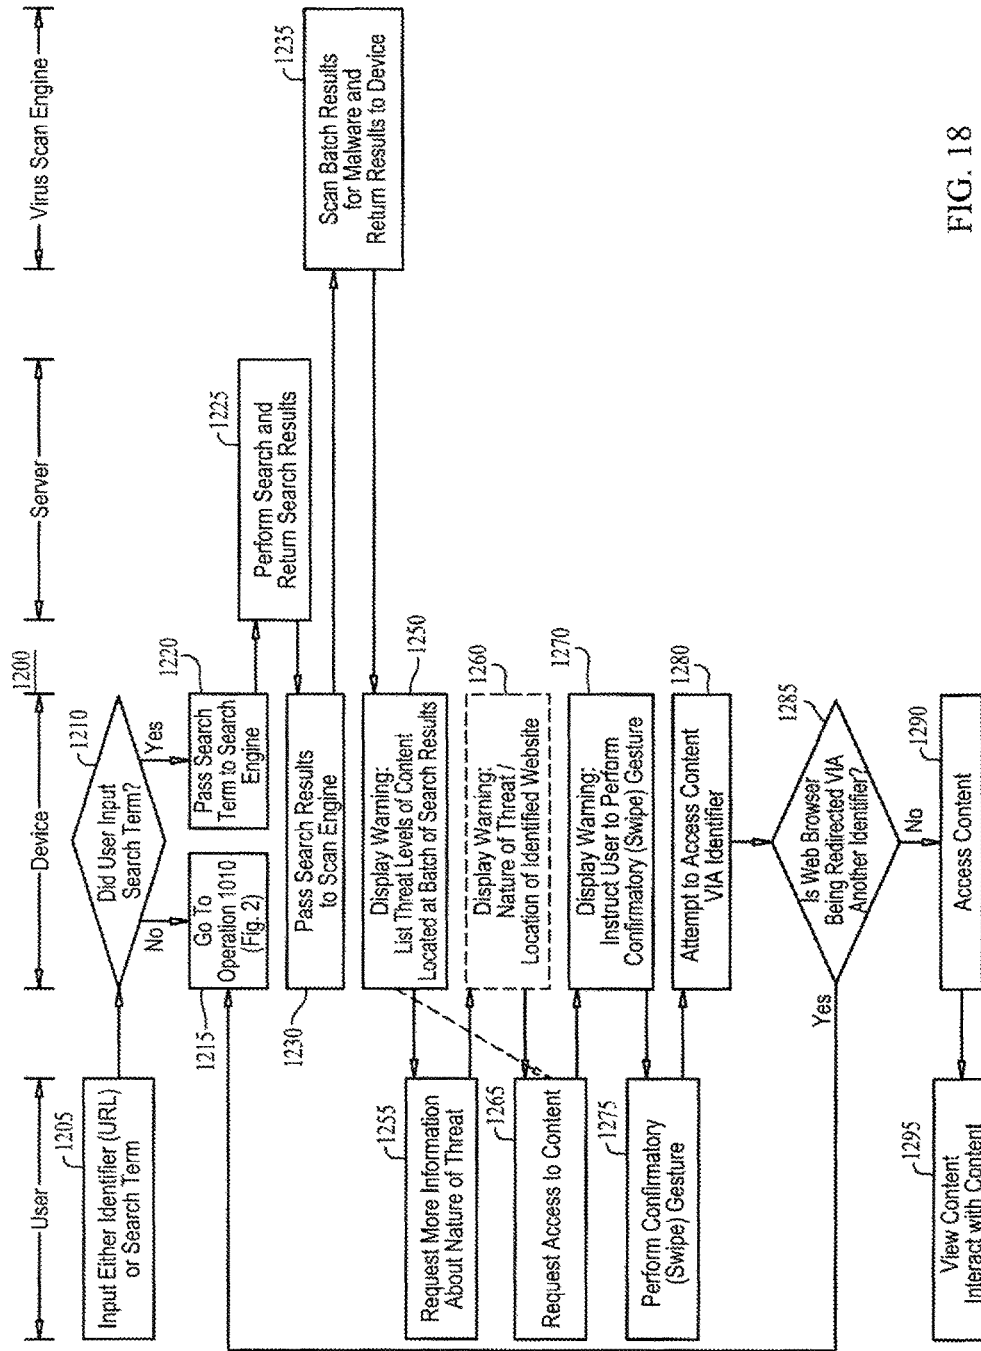 User
Device
Server
Virus Scan Engine
1200
1205
Input Either Identifier (URL)
or Search Term
1210
Did User Input
Search Term?
No
Yes
1215
Go To
Operation 1010
(Fig. 2)
1220
Pass Search
Term to Search
Engine
1225
Perform Search and
Return Search Results
1230
Pass Search Results
to Scan Engine
1235
Scan Batch Results
for Malware and
Return Results to Device
1250
Display Warning:
List Threat Levels of Content
Located at Batch of Search Results
1255
Request More Information
About Nature of Threat
1260
Display Warning:
Nature of Threat /
Location of Identified Website
1265
Request Access to Content
1270
Display Warning:
Instruct User to Perform
Confirmatory (Swipe) Gesture
1275
Perform Confirmatory
(Swipe) Gesture
1280
Attempt to Access Content
VIA Identifier
1285
Is Web Browser
Being Redirected VIA
Another Identifier?
Yes
No
1290
Access Content
1295
View Content
Interact with Content
FIG. 18